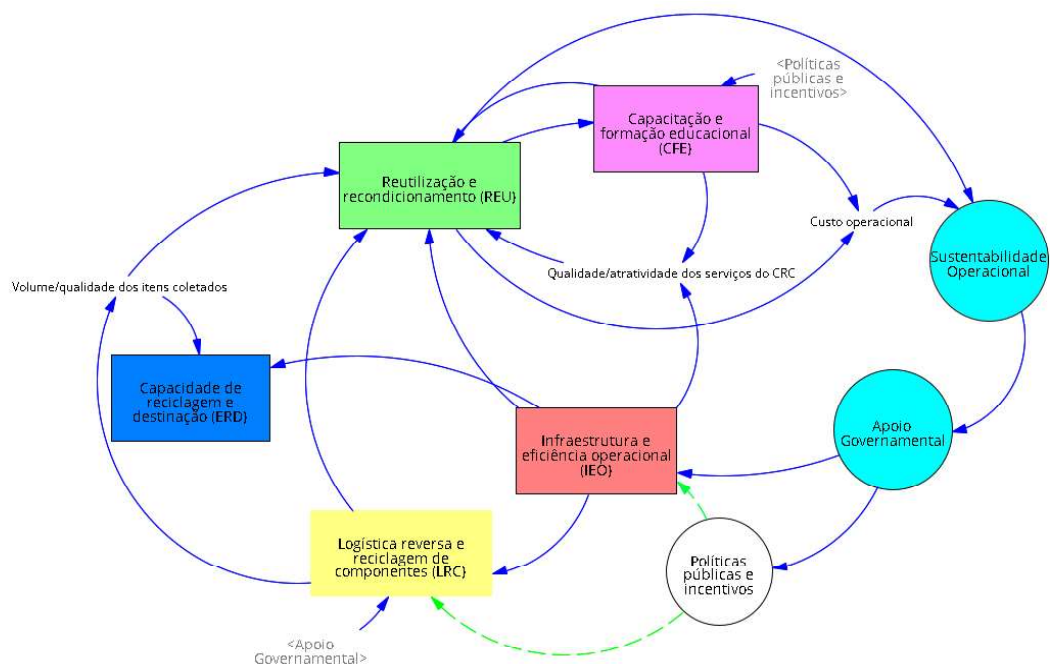 <Políticas
públicas e
incentivos>
Capacitação e
formação educacional
(CFE}
Reutilização e
recondicionamento (REU}
Custo operacional
Sustentabilidade
Operacional
Qualidade/atratividade dos serviços do CRC
Volume/qualidade dos itens coletados
Capacidade de
reciclagem e
destinação (ERD}
Apoio
Governamental
Infraestrutura e
eficiência operacional
(IEO}
Logística reversa e
reciclagem de
componentes (LRC}
Políticas
públicas e
incentivos
<Apoio
Governamental>